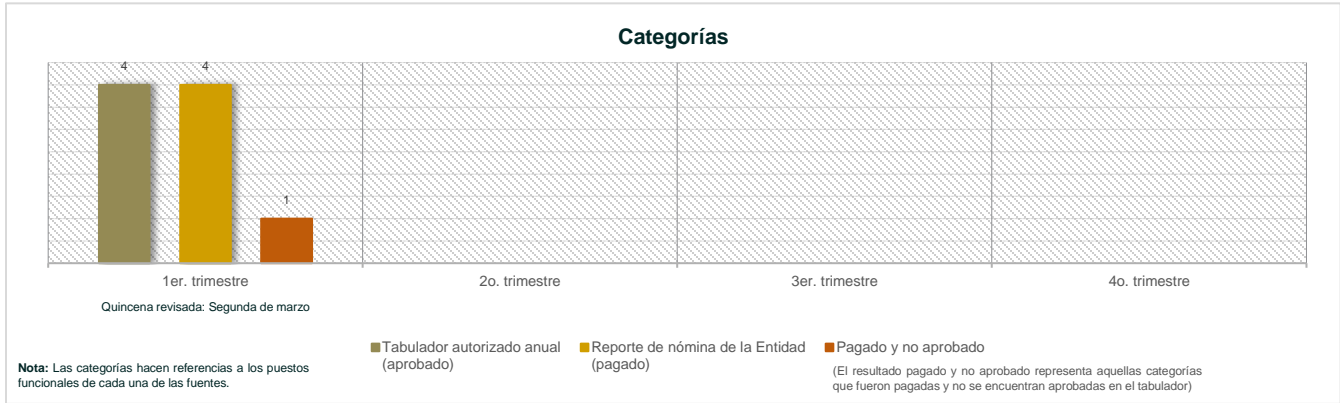 Categorías
4
4
1
1er. trimestre
2o. trimestre
3er. trimestre
4o. trimestre
Quincena revisada: Segunda de marzo
Tabulador autorizado anual
(aprobado)
Reporte de nómina de la Entidad
(pagado)
Pagado y no aprobado
(El resultado pagado y no aprobado representa aquellas categorías
que fueron pagadas y no se encuentran aprobadas en el tabulador)
Nota: Las categorías hacen referencias a los puestos
funcionales de cada una de las fuentes.